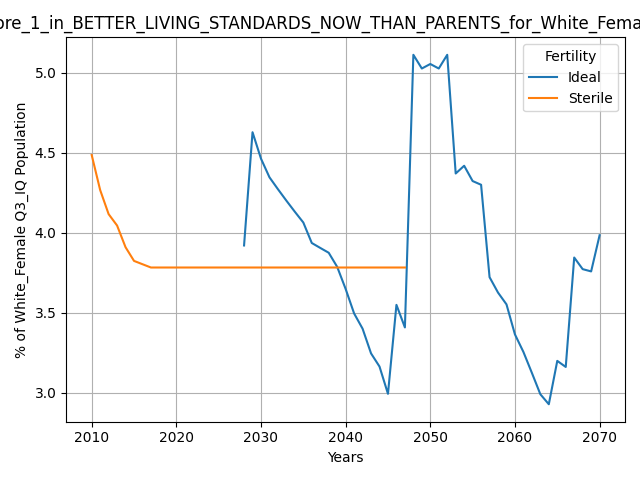 ore_1_in_BETTER_LIVING_STANDARDS_NOW_THAN_PARENTS_for_White_Fema
Fertility
Ideal
Sterile
% of White_Female Q3_IQ Population
5.0
4.5
4.0
3.5
3.0
2010 2020 2030 2040 2050 2060 2070
Years